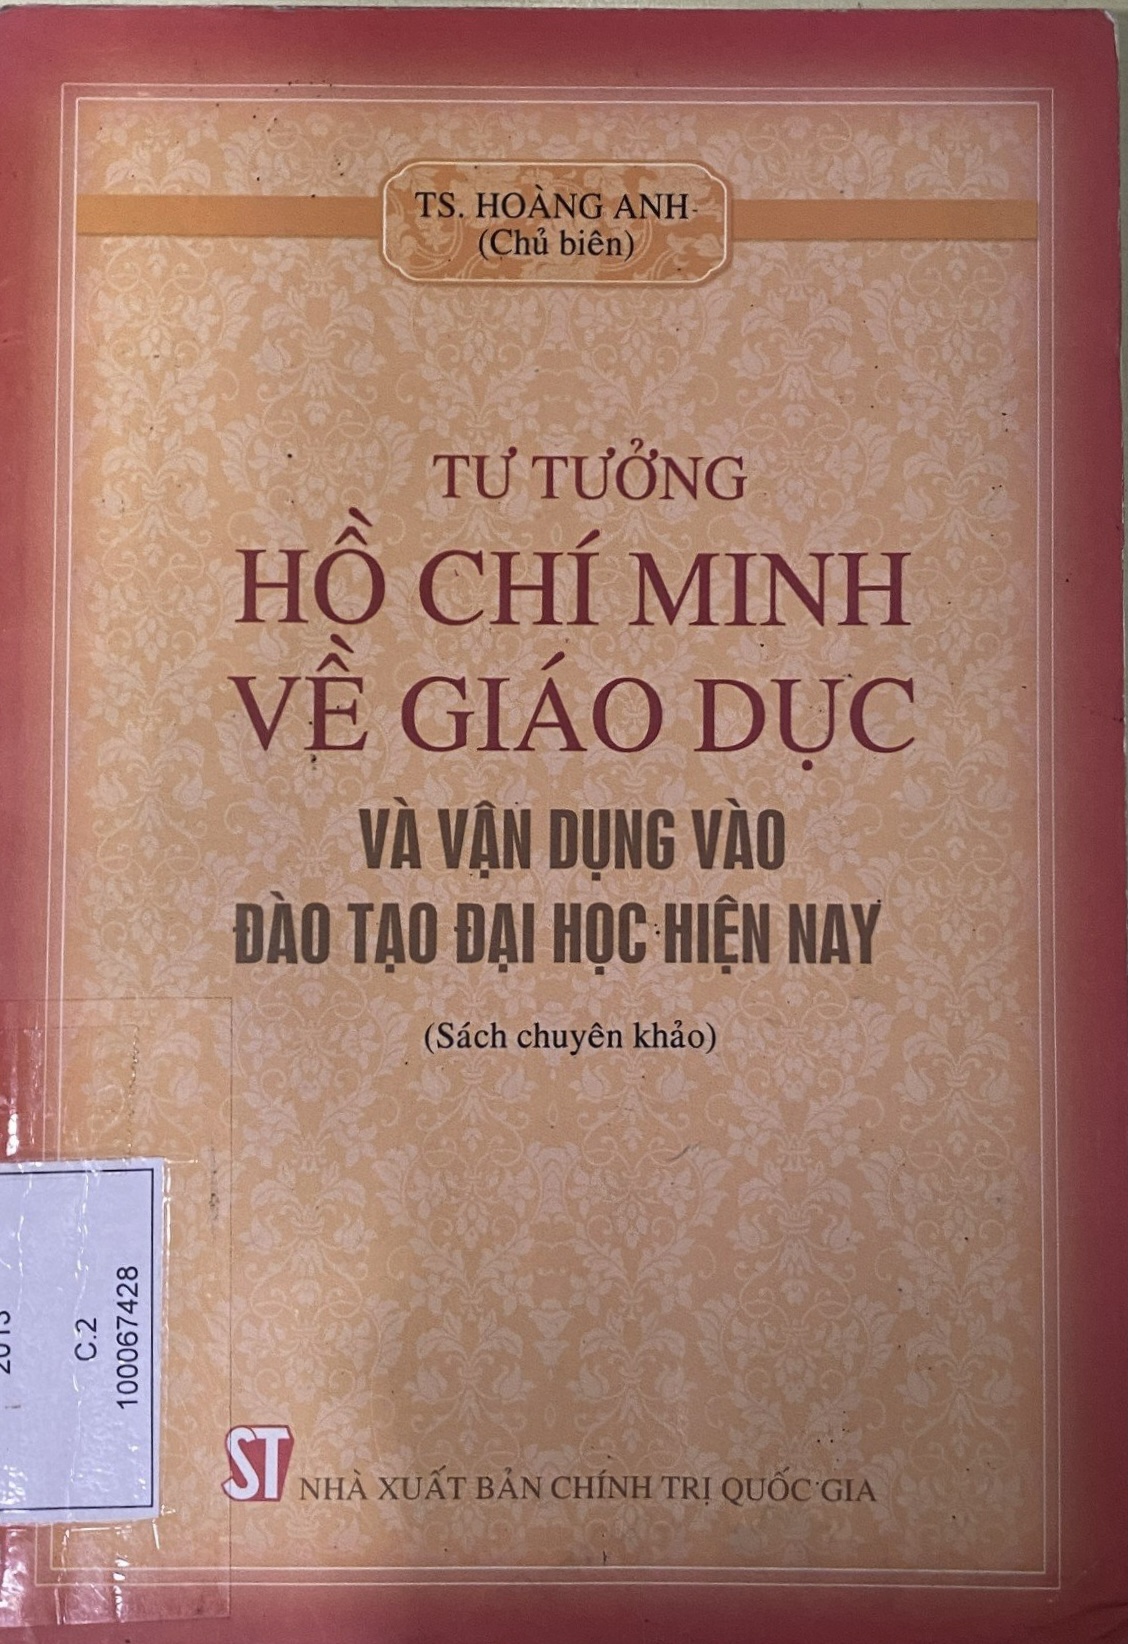 TS. HOÀNG ANH
(Chủ biên)
TƯ TƯỞNG
HỒ CHÍ MINH
VỀ GIÁO DỤC
VÀ VẬN DỤNG VÀO
ĐÀO TẠO ĐẠI HỌC HIỆN NAY
(Sách chuyên khảo)
C.2
100067428
ST NHÀ XUẤT BẢN CHÍNH TRỊ QUỐC GIA